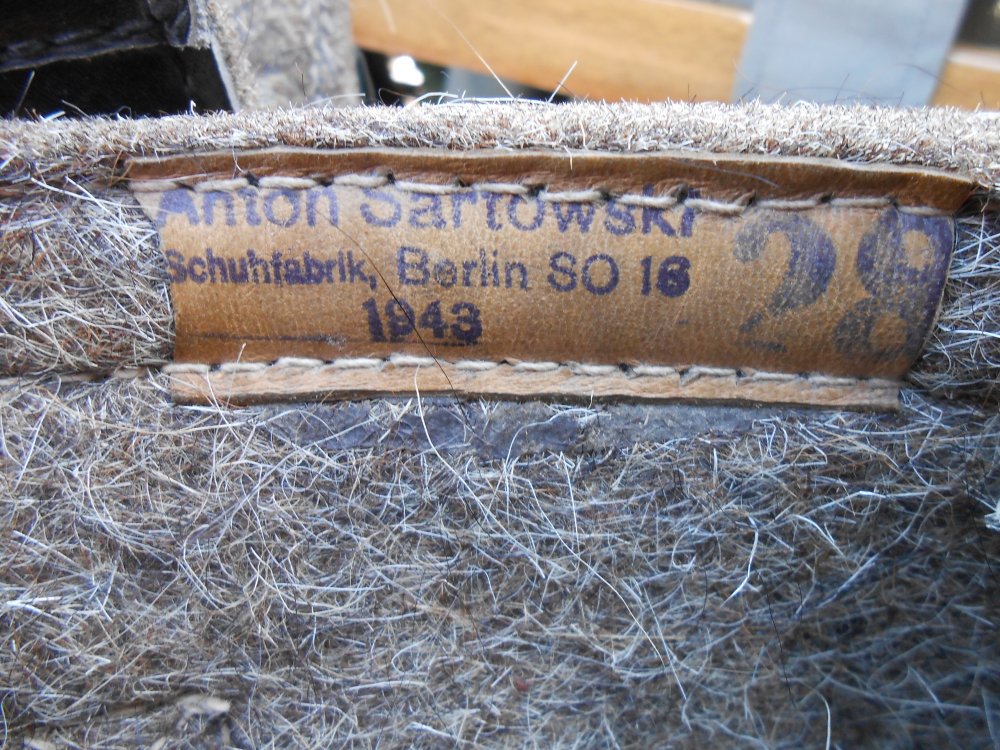 Anton Sartowski
Schuhfabrik, Berlin SO 16
1943
28